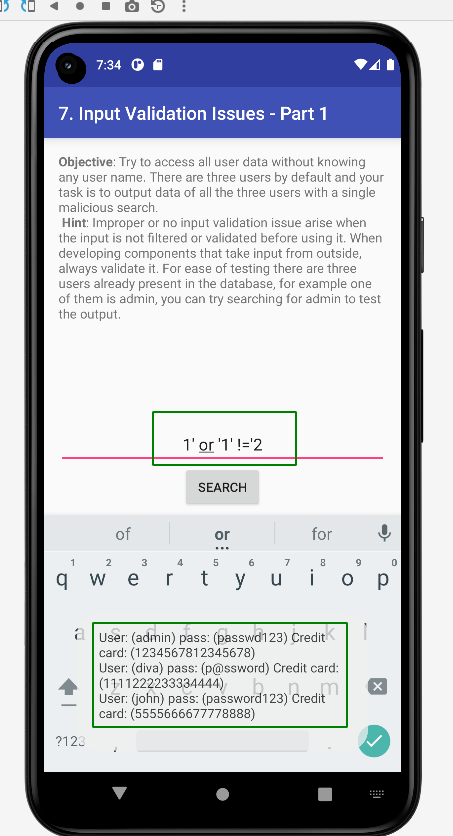 7:34
7. Input Validation Issues - Part 1
Objective: Try to access all user data without knowing
any user name. There are three users by default and your
task is to output data of all the three users with a single
malicious search.
Hint: Improper or no input validation issue arise when
the input is not filtered or validated before using it. When
developing components that take input from outside,
always validate it. For ease of testing there are three
users already present in the database, for example one
of them is admin, you can try searching for admin to test
the output.
1' or '1' !='2
SEARCH
of or for
1 2 3 4 5 6 7 8 9 0
q w e r t y u i o p
a s d f g h j k l
User: (admin) pass: (passwd123) Credit
card: (1234567812345678)
User: (diva) pass: (p@ssword) Credit card:
(1111222233334444)
User: (john) pass: (password123) Credit
card: (5555666677778888)
z x c v b n m
?123 , .